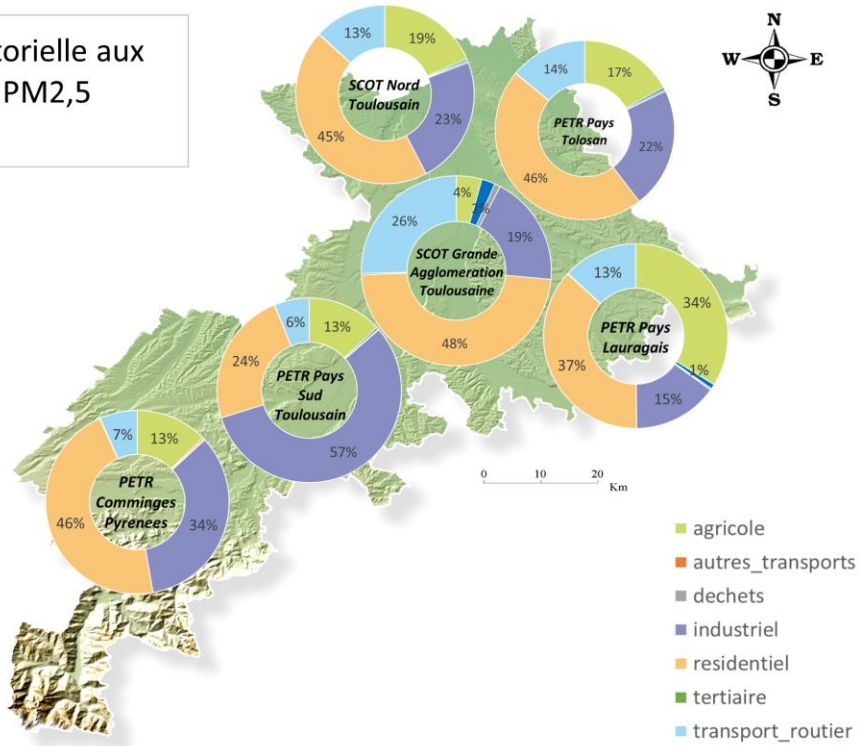 torielle aux
PM2,5
N
W E
S
13%
19%
23%
45%
SCOT Nord
Toulousain
14%
17%
22%
46%
PETR Pays
Tolosan
26%
4%
19%
48%
SCOT Grande
Agglomeration
Toulousaine
13%
34%
1%
15%
37%
PETR Pays
Lauragais
6%
13%
57%
24%
PETR Pays
Sud
Toulousain
7%
13%
34%
46%
PETR
Comminges
Pyrenees
0 10 20
Km
agricole
autres_transports
dechets
industriel
residentiel
tertiaire
transport_routier